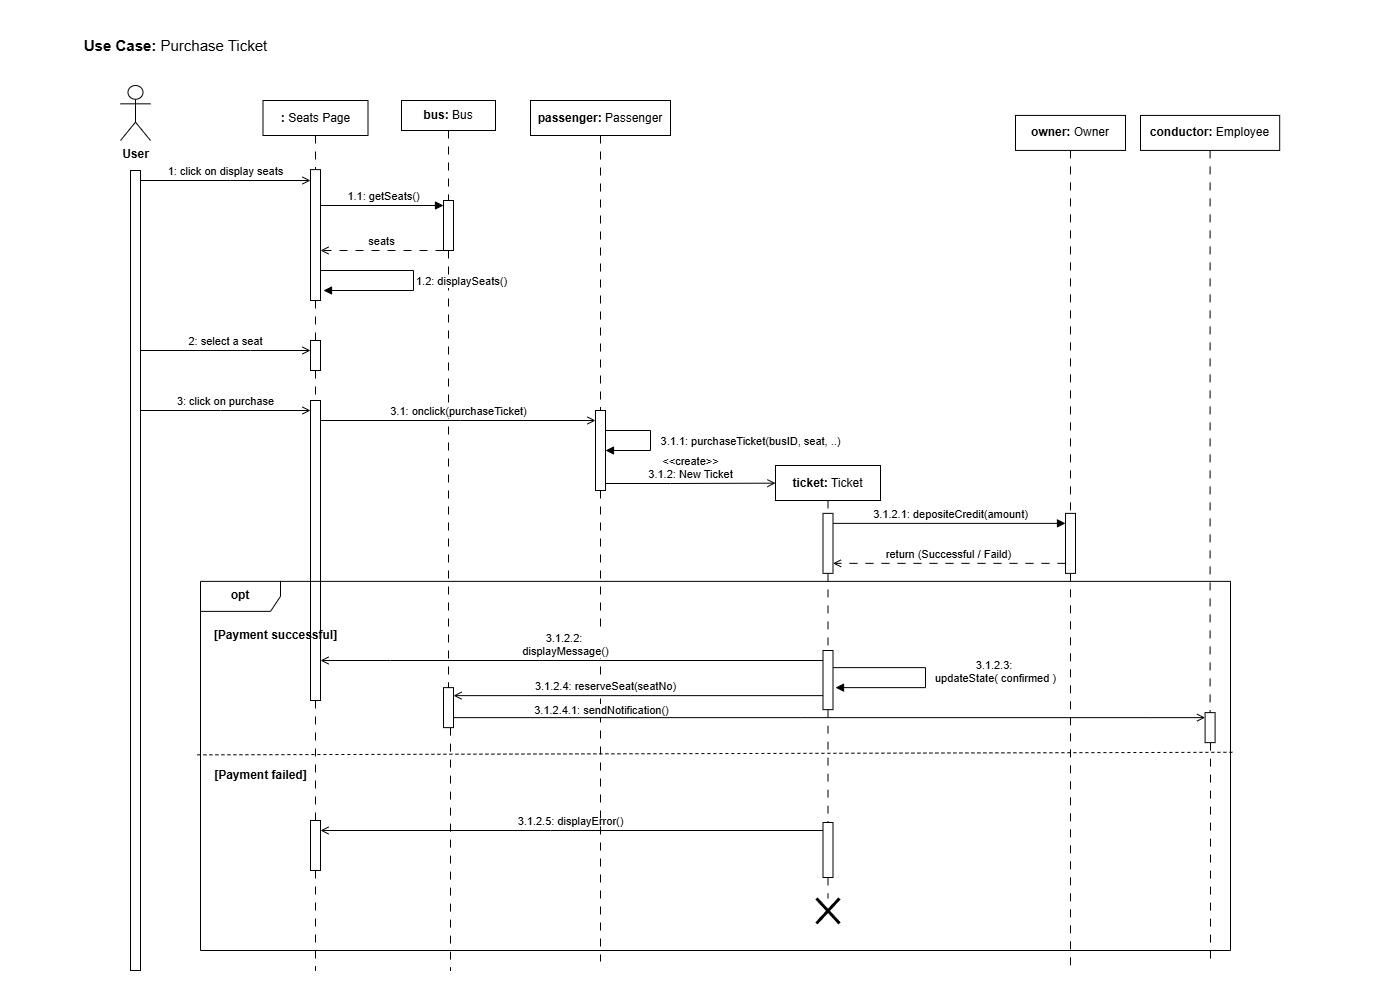 Use Case: Purchase Ticket
: Seats Page
bus: Bus
passenger: Passenger
owner: Owner
conductor: Employee
User
1: click on display seats
1.1: getSeats()
seats
1.2: displaySeats()
2: select a seat
3: click on purchase
3.1: onclick(purchaseTicket)
3.1.1: purchaseTicket(busID, seat, ..)
<<create>>
3.1.2: New Ticket
ticket: Ticket
3.1.2.1: depositeCredit(amount)
return (Successful / Faild)
opt
[Payment successful]
3.1.2.2:
displayMessage()
3.1.2.3:
updateState( confirmed )
3.1.2.4: reserveSeat(seatNo)
3.1.2.4.1: sendNotification()
[Payment failed]
3.1.2.5: displayError()